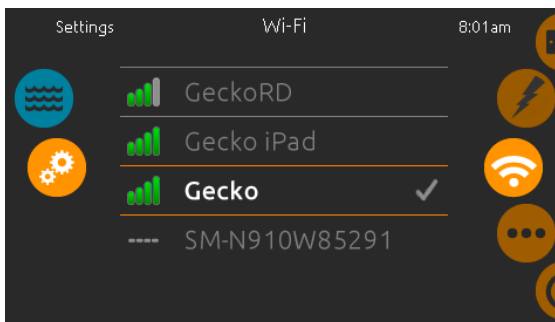 Settings
Wi-Fi
8:01am
GeckoRD
Gecko iPad
Gecko
SM-N910W85291